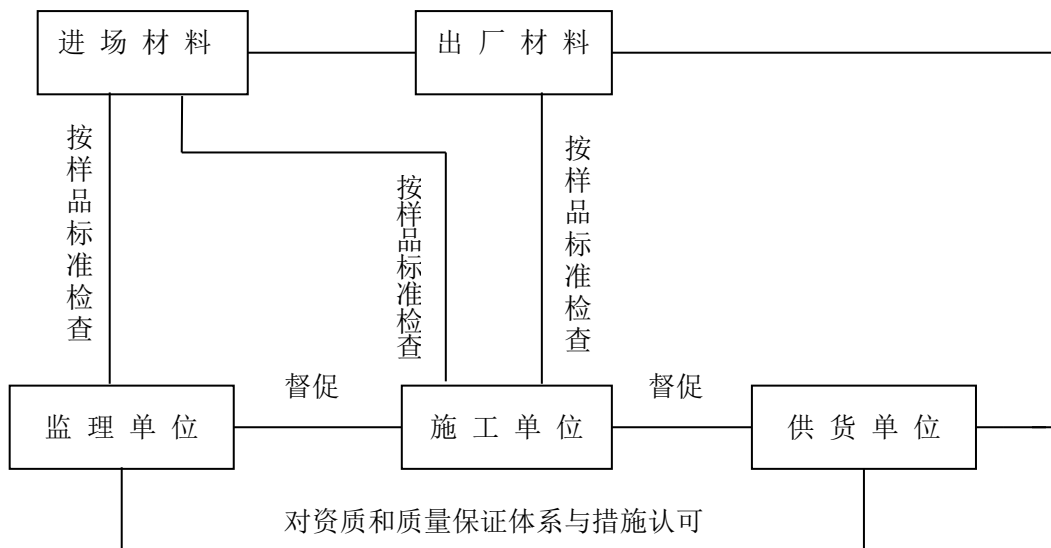 进场材料
出厂材料
按样品标准检查
按样品标准检查
按样品标准检查
督促
督促
监理单位
施工单位
供货单位
对资质和质量保证体系与措施认可